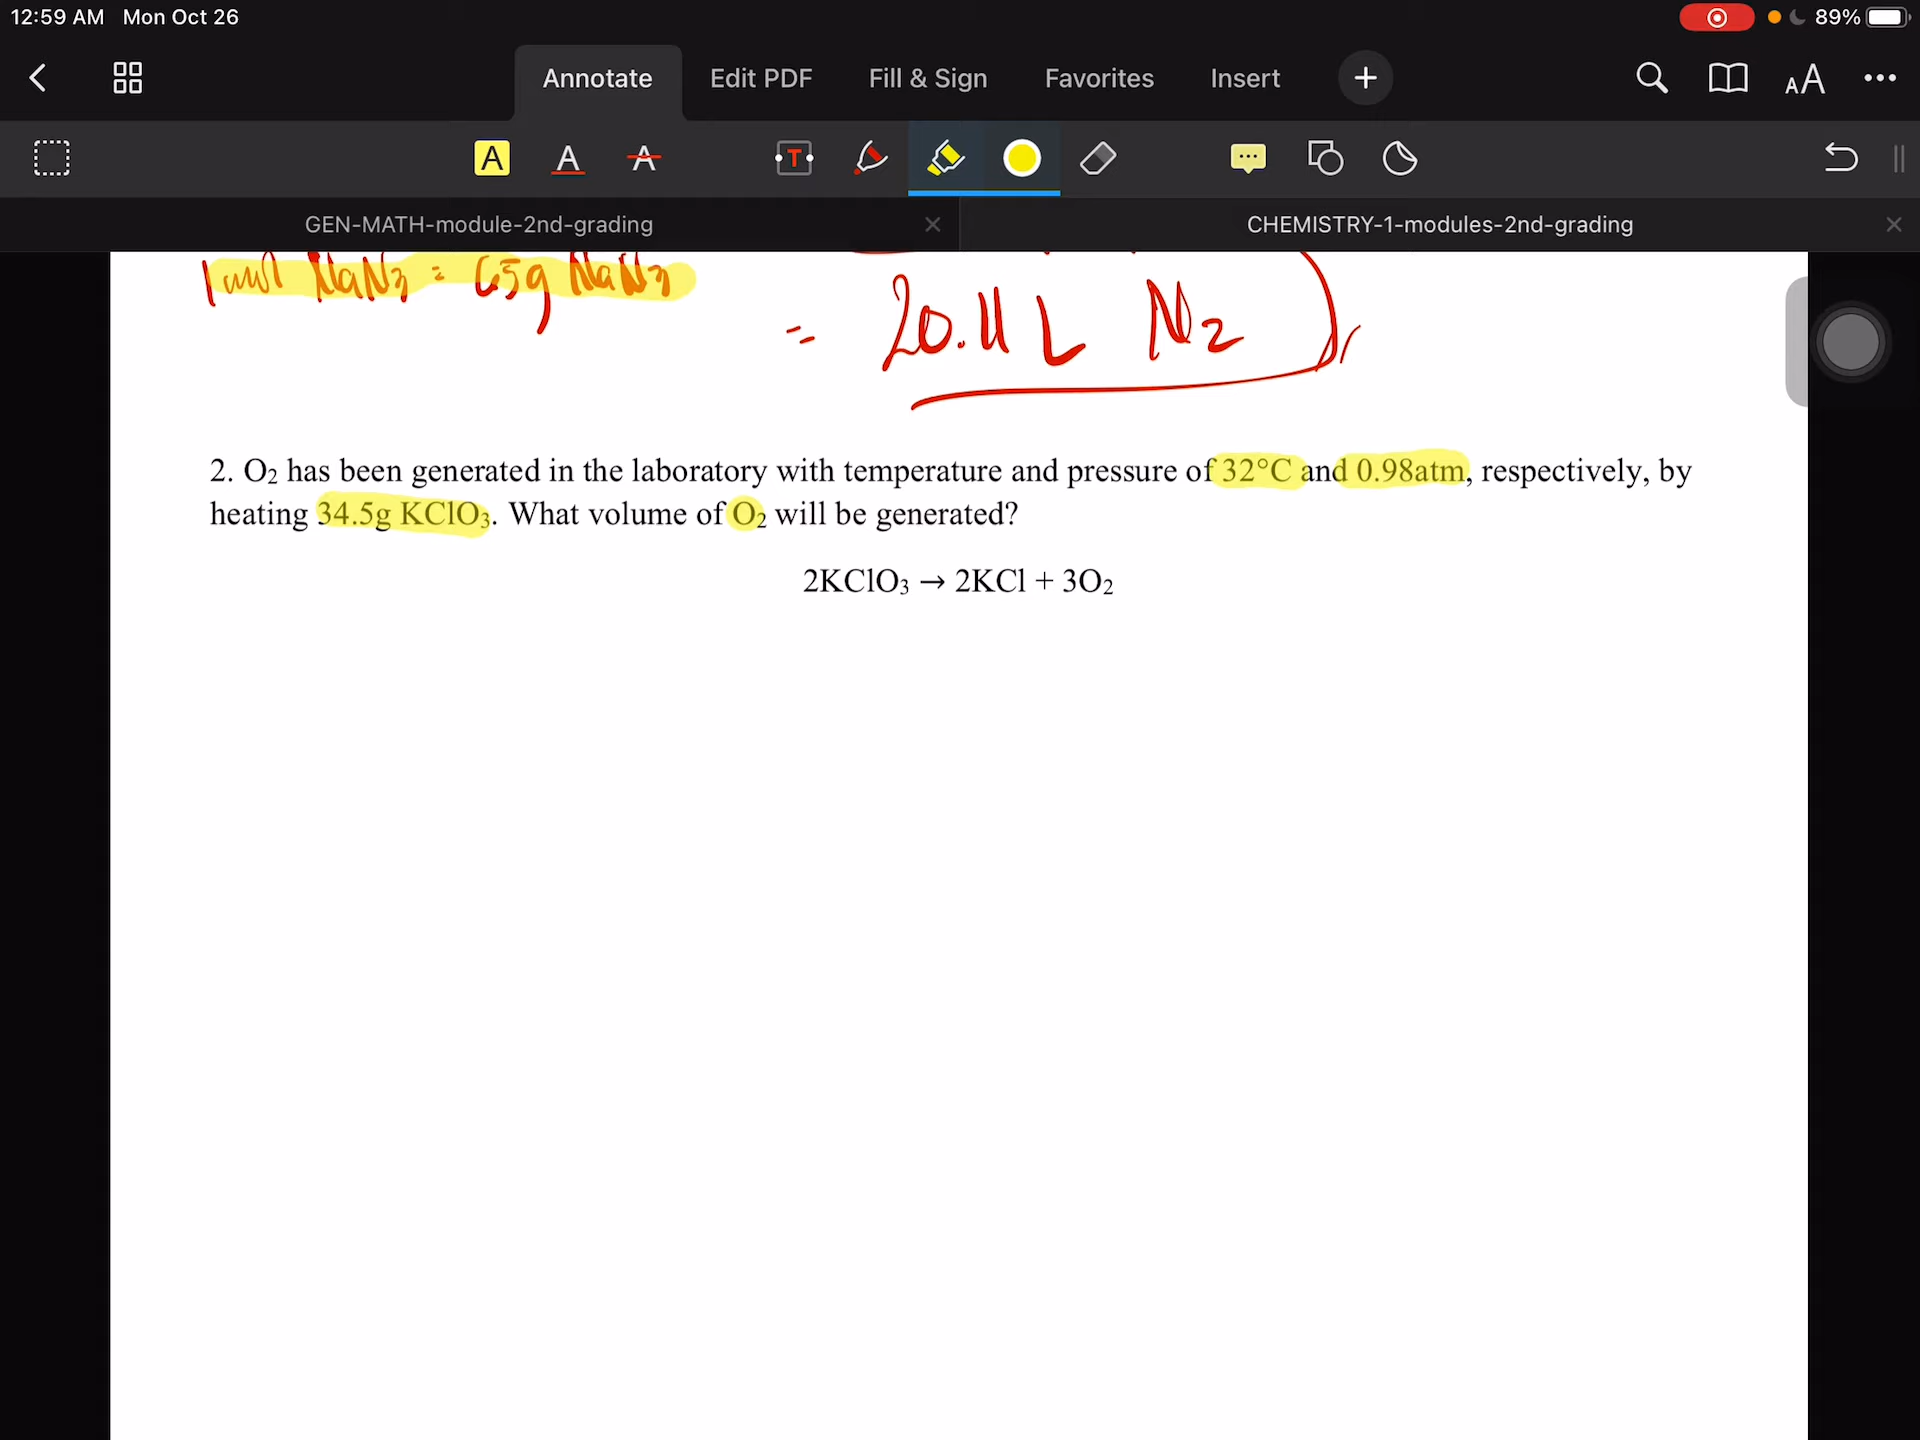 12:59 AM Mon Oct 26
89%
Annotate Edit PDF Fill & Sign Favorites Insert
AA
A A A T
GEN-MATH-module-2nd-grading
CHEMISTRY-1-modules-2nd-grading
1 mol NaN3 = 65g NaN3
= 20.11 L N2
2. O2 has been generated in the laboratory with temperature and pressure of 32°C and 0.98atm, respectively, by
heating 34.5g KClO3. What volume of O2 will be generated?
2KClO3 → 2KCl + 3O2